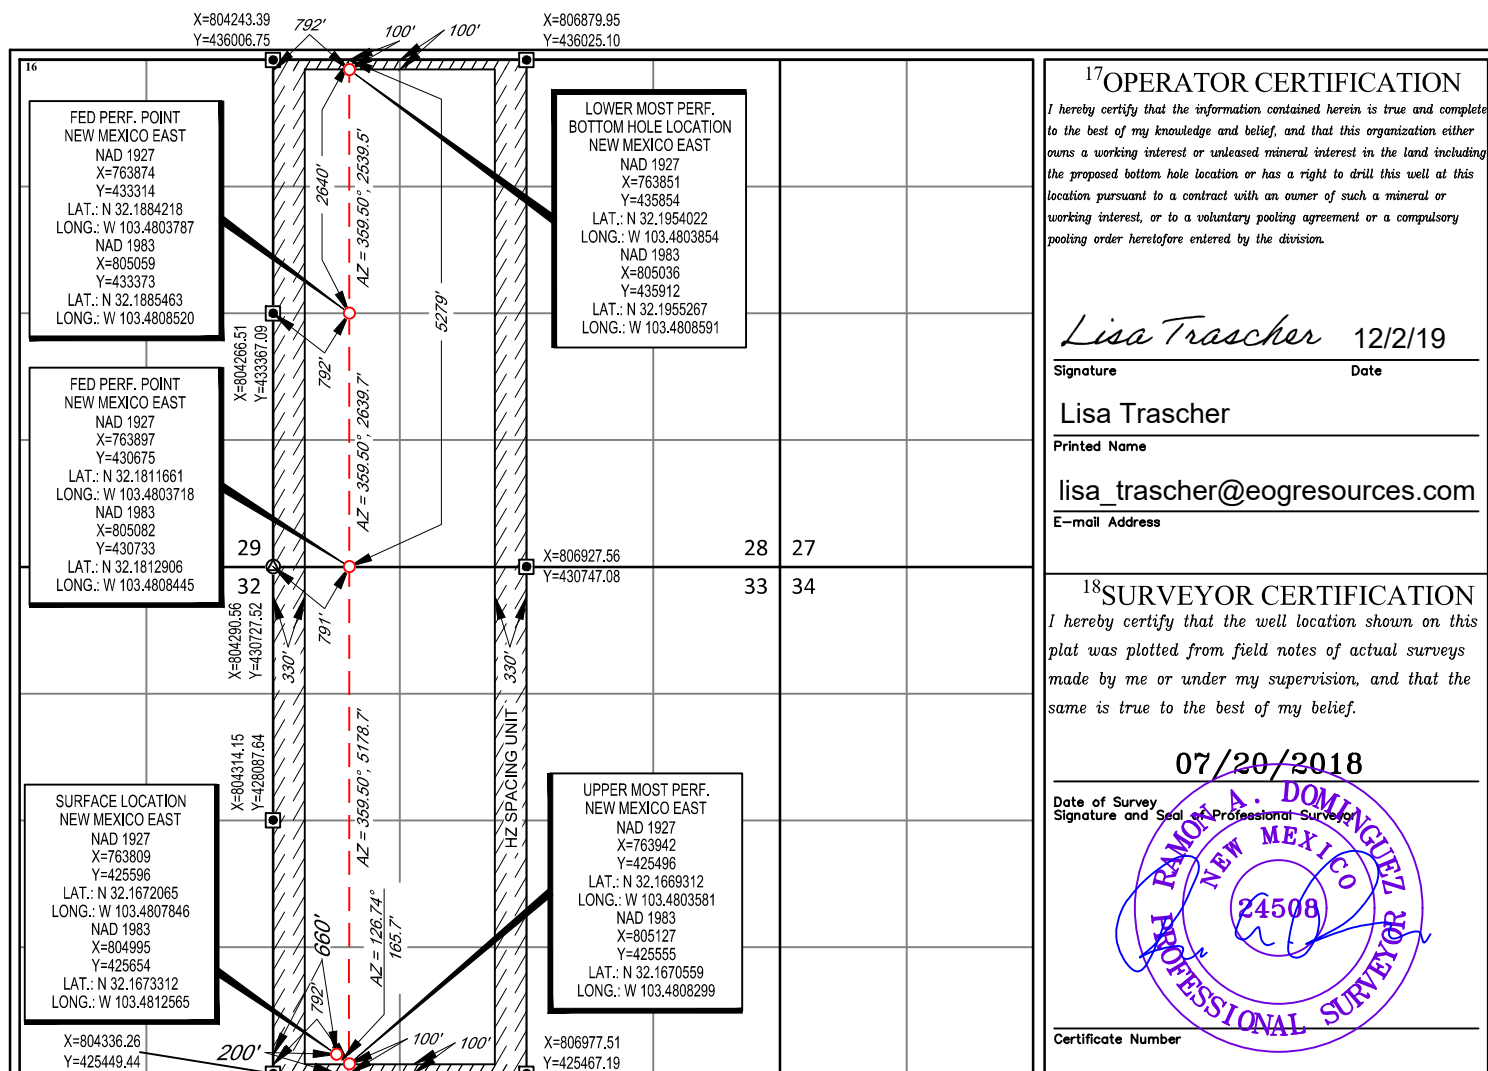 X=804243.39
Y=436006.75
792'
100'
100'
X=806879.95
Y=436025.10
16
FED PERF. POINT
NEW MEXICO EAST
NAD 1927
X=763874
Y=433314
LAT.: N 32.1884218
LONG.: W 103.4803787
NAD 1983
X=805059
Y=433373
LAT.: N 32.1885463
LONG.: W 103.4808520
2640'
AZ = 359.50°, 2539.5'
5279'
LOWER MOST PERF.
BOTTOM HOLE LOCATION
NEW MEXICO EAST
NAD 1927
X=763851
Y=435854
LAT.: N 32.1954022
LONG.: W 103.4803854
NAD 1983
X=805036
Y=435912
LAT.: N 32.1955267
LONG.: W 103.4808591
X=804266.51
Y=433367.09
792'
FED PERF. POINT
NEW MEXICO EAST
NAD 1927
X=763897
Y=430675
LAT.: N 32.1811661
LONG.: W 103.4803718
NAD 1983
X=805082
Y=430733
LAT.: N 32.1812906
LONG.: W 103.4808445
AZ = 359.50°, 2639.7'
29
32
X=806927.56
Y=430747.08
28
27
33
34
X=804290.56
Y=430727.52
330'
791'
330'
X=804314.15
Y=428087.64
AZ = 359.50°, 5178.7'
HZ SPACING UNIT
SURFACE LOCATION
NEW MEXICO EAST
NAD 1927
X=763809
Y=425596
LAT.: N 32.1672065
LONG.: W 103.4807846
NAD 1983
X=804995
Y=425654
LAT.: N 32.1673312
LONG.: W 103.4812565
UPPER MOST PERF.
NEW MEXICO EAST
NAD 1927
X=763942
Y=425496
LAT.: N 32.1669312
LONG.: W 103.4803581
NAD 1983
X=805127
Y=425555
LAT.: N 32.1670559
LONG.: W 103.4808299
660'
792'
AZ = 126.74°
165.7'
X=804336.26
Y=425449.44
200'
100'
100'
X=806977.51
Y=425467.19
17OPERATOR CERTIFICATION
I hereby certify that the information contained herein is true and complete
to the best of my knowledge and belief, and that this organization either
owns a working interest or unleased mineral interest in the land including
the proposed bottom hole location or has a right to drill this well at this
location pursuant to a contract with an owner of such a mineral or
working interest, or to a voluntary pooling agreement or a compulsory
pooling order heretofore entered by the division.
Lisa Trascher 12/2/19
Signature Date
Lisa Trascher
Printed Name
lisa_trascher@eogresources.com
E-mail Address
18SURVEYOR CERTIFICATION
I hereby certify that the well location shown on this
plat was plotted from field notes of actual surveys
made by me or under my supervision, and that the
same is true to the best of my belief.
07/20/2018
Date of Survey
Signature and Seal of Professional Surveyor
RAMON A. DOMINGUEZ
NEW MEXICO
24508
PROFESSIONAL SURVEYOR
Certificate Number